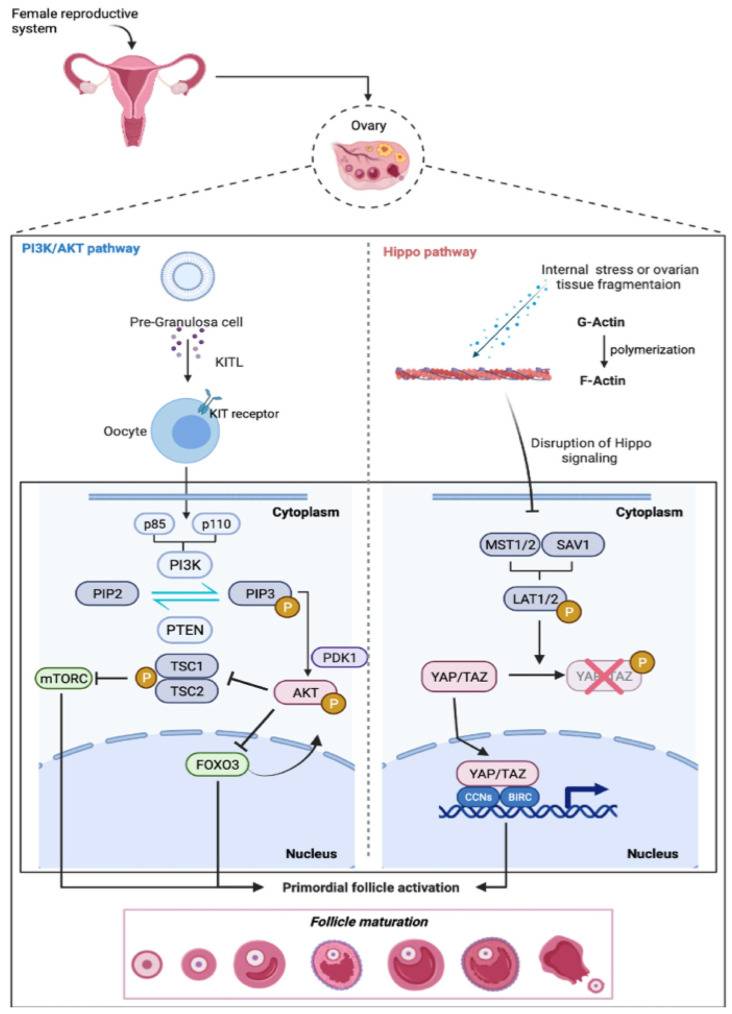 Female reproductive
system
Ovary
PI3K/AKT pathway
Pre-Granulosa cell
KITL
KIT receptor
Oocyte
Cytoplasm
p85
p110
PI3K
PIP2
PIP3
P
PTEN
PDK1
mTORC
P
TSC1
TSC2
AKT
P
FOXO3
Nucleus
Hippo pathway
Internal stress or ovarian
tissue fragmentaion
G-Actin
polymerization
F-Actin
Disruption of Hippo
signaling
Cytoplasm
MST1/2
SAV1
LAT1/2
P
YAP/TAZ
YAP/TAZ
P
YAP/TAZ
CCNs
BIRC
Nucleus
Primordial follicle activation
Follicle maturation